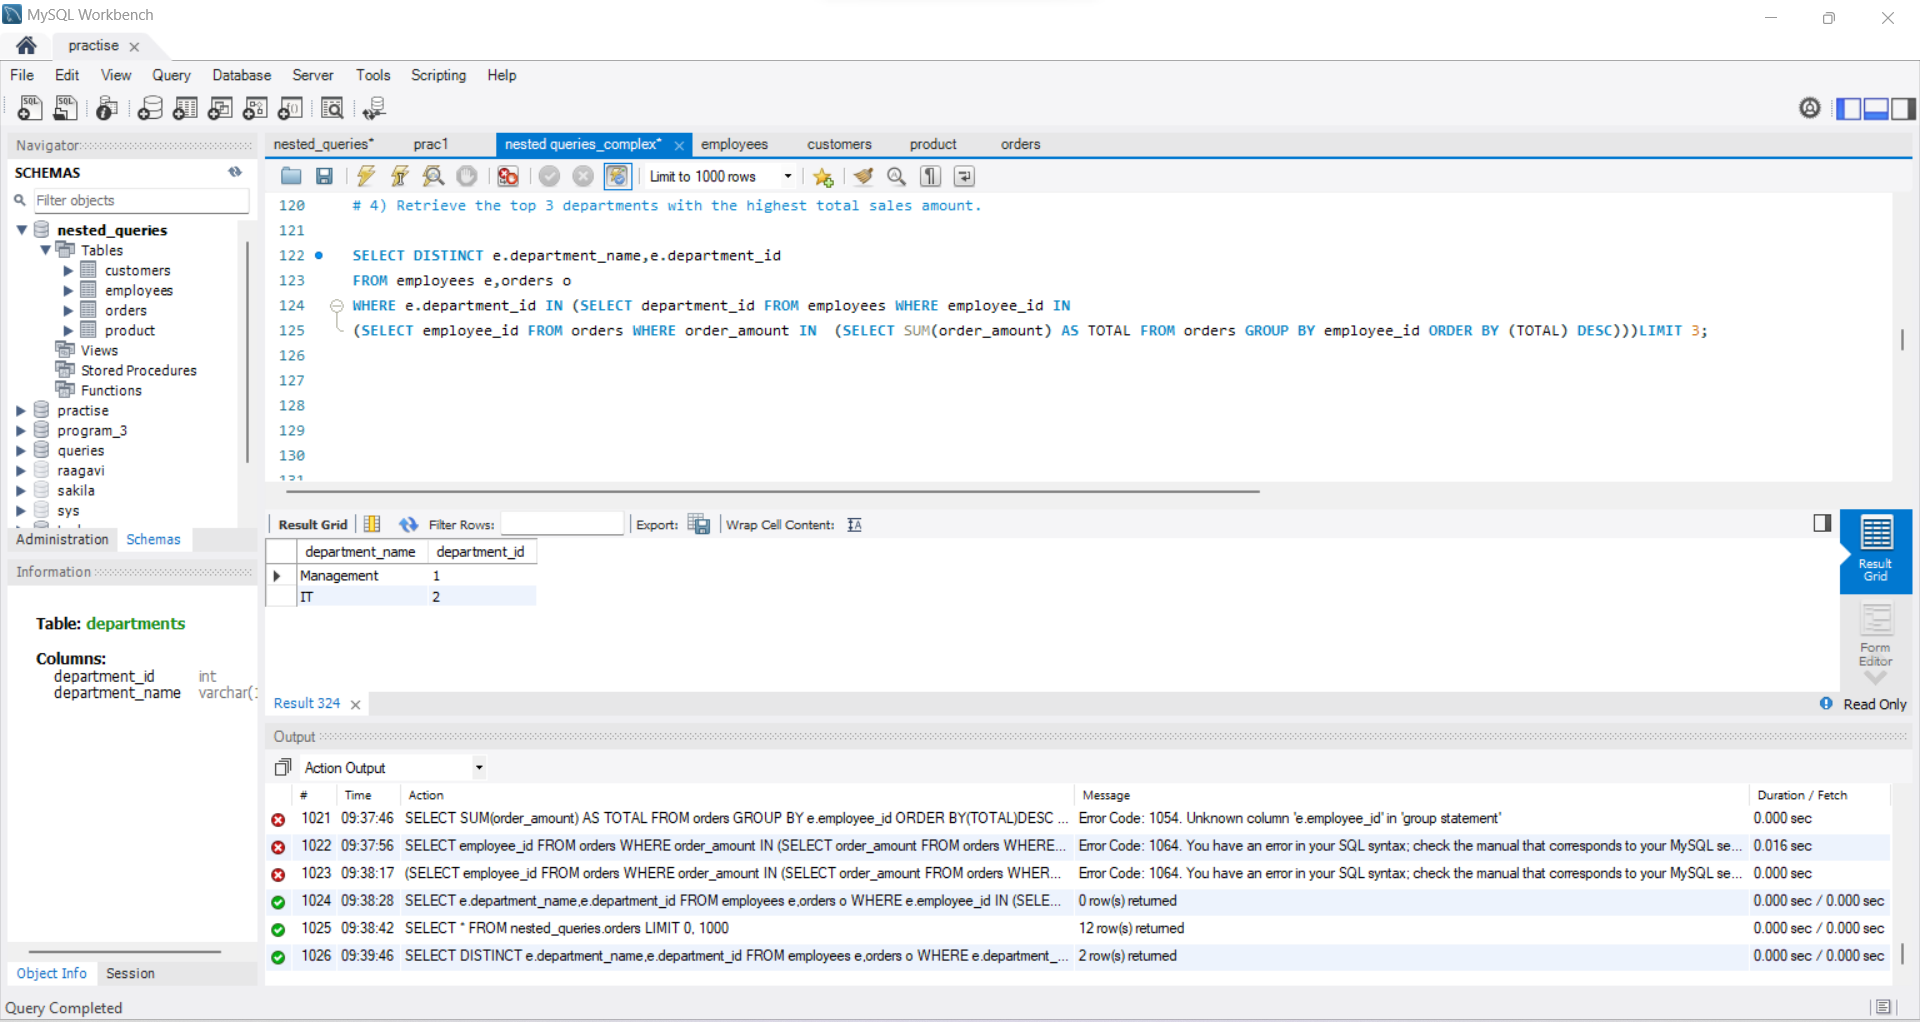 MySQL Workbench
practise
File Edit View Query Database Server Tools Scripting Help
Navigator
SCHEMAS
Filter objects
nested_queries
Tables
customers
employees
orders
product
Views
Stored Procedures
Functions
practise
program_3
queries
raagavi
sakila
sys
Administration Schemas
Information
Table: departments
Columns:
department_id int
department_name varchar(
Object Info Session
Query Completed
nested_queries* prac1 nested queries_complex* employees customers product orders
Limit to 1000 rows
120 # 4) Retrieve the top 3 departments with the highest total sales amount.
121
122 SELECT DISTINCT e.department_name,e.department_id
123 FROM employees e,orders o
124 WHERE e.department_id IN (SELECT department_id FROM employees WHERE employee_id IN
125 (SELECT employee_id FROM orders WHERE order_amount IN (SELECT SUM(order_amount) AS TOTAL FROM orders GROUP BY employee_id ORDER BY (TOTAL) DESC)))LIMIT 3;
126
127
128
129
130
131
Result Grid Filter Rows: Export: Wrap Cell Content:
department_name department_id
Management 1
IT 2
Result Grid
Form Editor
Result 324
Read Only
Output
Action Output
# Time Action Message Duration / Fetch
1021 09:37:46 SELECT SUM(order_amount) AS TOTAL FROM orders GROUP BY e.employee_id ORDER BY(TOTAL)DESC ... Error Code: 1054. Unknown column 'e.employee_id' in 'group statement' 0.000 sec
1022 09:37:56 SELECT employee_id FROM orders WHERE order_amount IN (SELECT order_amount FROM orders WHERE... Error Code: 1064. You have an error in your SQL syntax; check the manual that corresponds to your MySQL se... 0.016 sec
1023 09:38:17 (SELECT employee_id FROM orders WHERE order_amount IN (SELECT order_amount FROM orders WHER... Error Code: 1064. You have an error in your SQL syntax; check the manual that corresponds to your MySQL se... 0.000 sec
1024 09:38:28 SELECT e.department_name,e.department_id FROM employees e,orders o WHERE e.employee_id IN (SELE... 0 row(s) returned 0.000 sec / 0.000 sec
1025 09:38:42 SELECT * FROM nested_queries.orders LIMIT 0, 1000 12 row(s) returned 0.000 sec / 0.000 sec
1026 09:39:46 SELECT DISTINCT e.department_name,e.department_id FROM employees e,orders o WHERE e.department_... 2 row(s) returned 0.000 sec / 0.000 sec